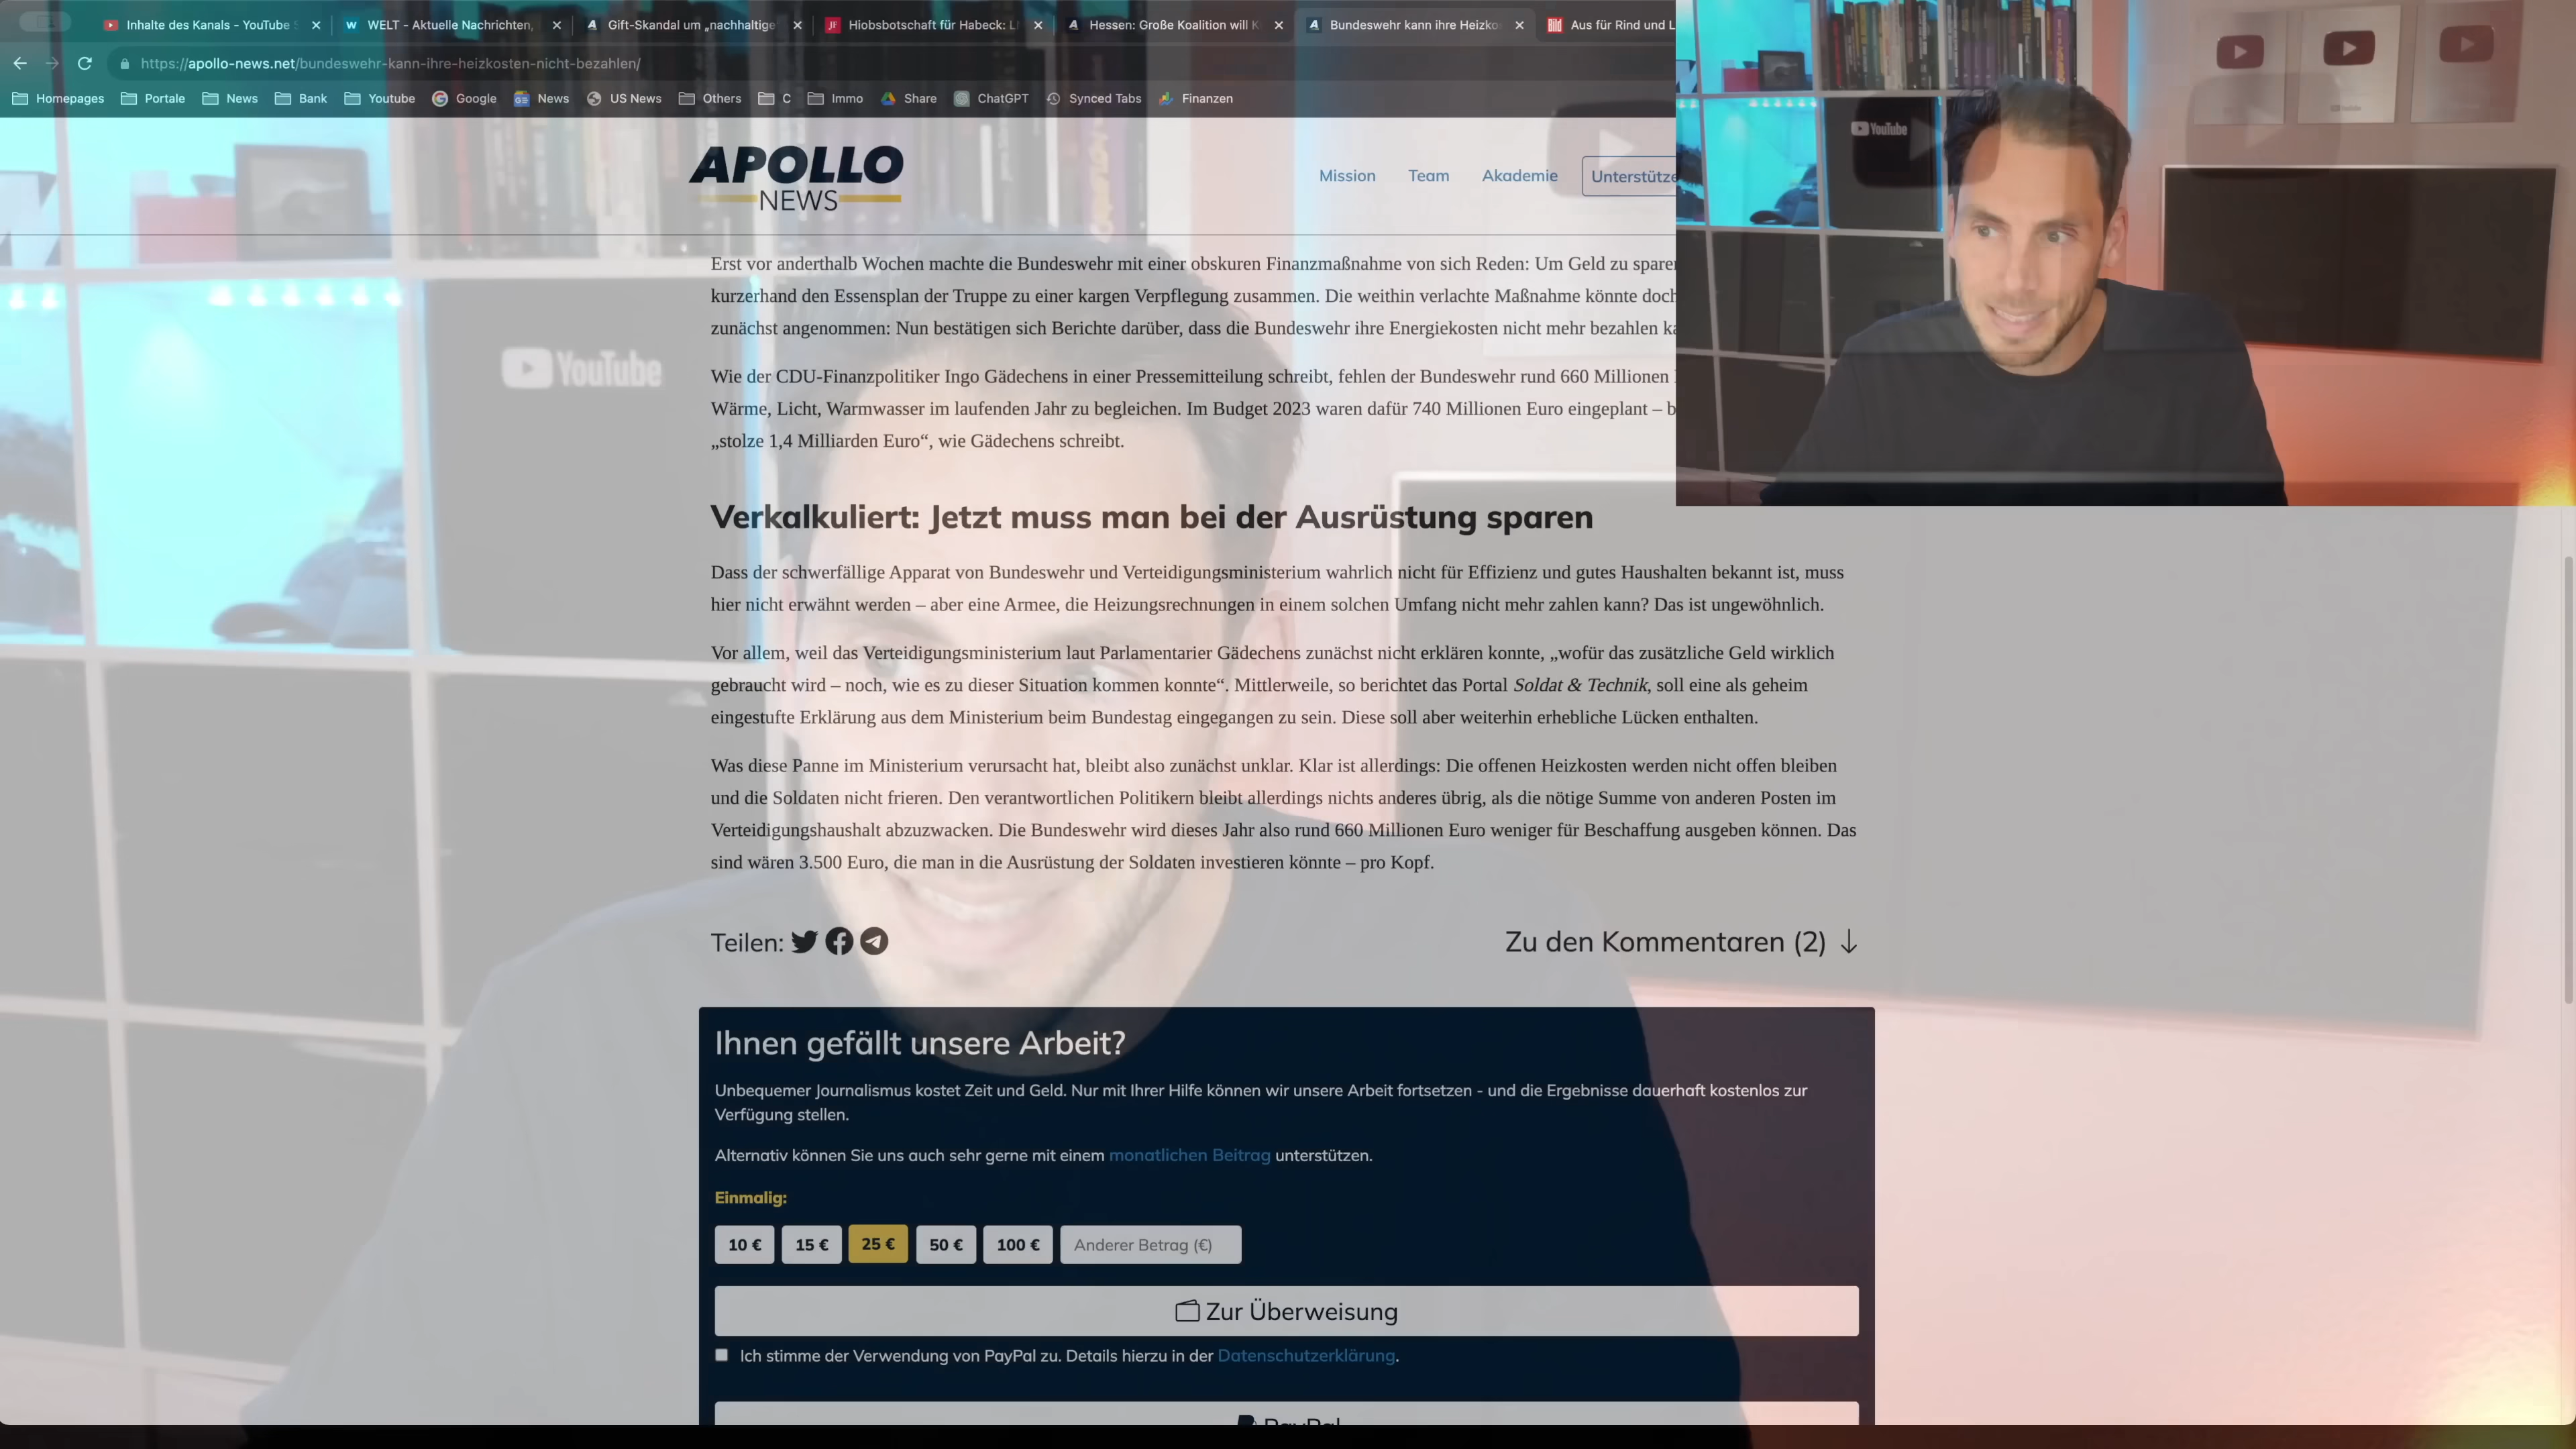 Inhalte des Kanals - YouTube S
WELT - Aktuelle Nachrichten,
Gift-Skandal um „nachhaltige
Hiobsbotschaft für Habeck:
Hessen: Große Koalition will K
Bundeswehr kann ihre Heizko
Aus für Rind und L
https://apollo-news.net/bundeswehr-kann-ihre-heizkosten-nicht-bezahlen/
Homepages Portale News Bank Youtube Google News US News Others C Immo Share ChatGPT Synced Tabs Finanzen
APOLLO
NEWS
Mission Team Akademie Unterstütze
YouTube
YouTube
Erst vor anderthalb Wochen machte die Bundeswehr mit einer obskuren Finanzmaßnahme von sich Reden: Um Geld zu sparen
kurzerhand den Essensplan der Truppe zu einer kargen Verpflegung zusammen. Die weithin verlachte Maßnahme könnte doch
zunächst angenommen: Nun bestätigen sich Berichte darüber, dass die Bundeswehr ihre Energiekosten nicht mehr bezahlen ka
Wie der CDU-Finanzpolitiker Ingo Gädechens in einer Pressemitteilung schreibt, fehlen der Bundeswehr rund 660 Millionen
Wärme, Licht, Warmwasser im laufenden Jahr zu begleichen. Im Budget 2023 waren dafür 740 Millionen Euro eingeplant – b
„stolze 1,4 Milliarden Euro“, wie Gädechens schreibt.
Verkalkuliert: Jetzt muss man bei der Ausrüstung sparen
Dass der schwerfällige Apparat von Bundeswehr und Verteidigungsministerium wahrlich nicht für Effizienz und gutes Haushalten bekannt ist, muss
hier nicht erwähnt werden – aber eine Armee, die Heizungsrechnungen in einem solchen Umfang nicht mehr zahlen kann? Das ist ungewöhnlich.
Vor allem, weil das Verteidigungsministerium laut Parlamentarier Gädechens zunächst nicht erklären konnte, „wofür das zusätzliche Geld wirklich
gebraucht wird – noch, wie es zu dieser Situation kommen konnte“. Mittlerweile, so berichtet das Portal Soldat & Technik, soll eine als geheim
eingestufte Erklärung aus dem Ministerium beim Bundestag eingegangen zu sein. Diese soll aber weiterhin erhebliche Lücken enthalten.
Was diese Panne im Ministerium verursacht hat, bleibt also zunächst unklar. Klar ist allerdings: Die offenen Heizkosten werden nicht offen bleiben
und die Soldaten nicht frieren. Den verantwortlichen Politikern bleibt allerdings nichts anderes übrig, als die nötige Summe von anderen Posten im
Verteidigungshaushalt abzuzwacken. Die Bundeswehr wird dieses Jahr also rund 660 Millionen Euro weniger für Beschaffung ausgeben können. Das
sind wären 3.500 Euro, die man in die Ausrüstung der Soldaten investieren könnte – pro Kopf.
Teilen:
Zu den Kommentaren (2) ↓
Ihnen gefällt unsere Arbeit?
Unbequemer Journalismus kostet Zeit und Geld. Nur mit Ihrer Hilfe können wir unsere Arbeit fortsetzen - und die Ergebnisse dauerhaft kostenlos zur
Verfügung stellen.
Alternativ können Sie uns auch sehr gerne mit einem monatlichen Beitrag unterstützen.
Einmalig:
10 € 15 € 25 € 50 € 100 € Anderer Betrag (€)
Zur Überweisung
Ich stimme der Verwendung von PayPal zu. Details hierzu in der Datenschutzerklärung.
PayPal